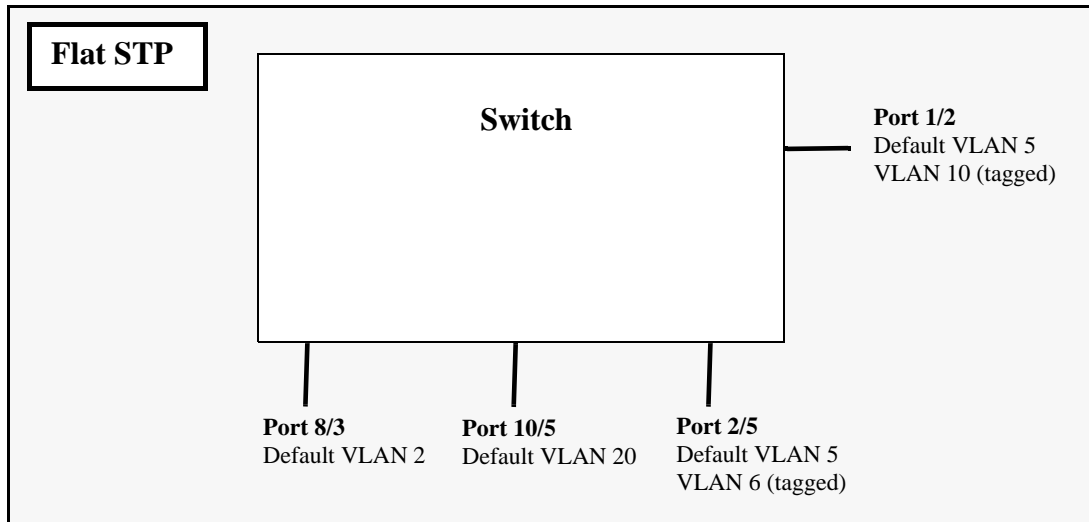 Flat STP
Switch
Port 1/2
Default VLAN 5
VLAN 10 (tagged)
Port 8/3
Default VLAN 2
Port 10/5
Default VLAN 20
Port 2/5
Default VLAN 5
VLAN 6 (tagged)